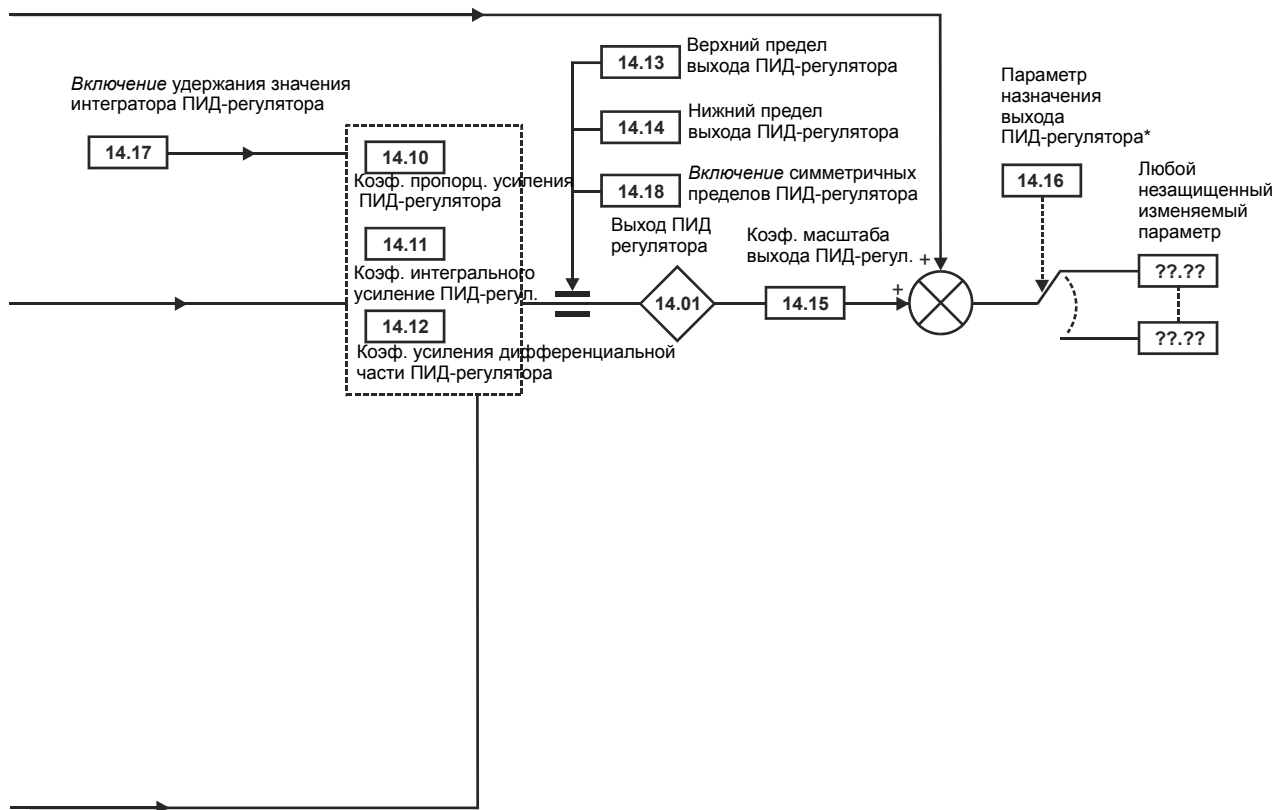 Включение удержания значения
интегратора ПИД-регулятора
14.17
14.10
Коэф. пропорц. усиления
ПИД-регулятора
14.11
Коэф. интегрального
усиление ПИД-регул.
14.12
Коэф. усиления дифференциальной
части ПИД-регулятора
14.13
Верхний предел
выхода ПИД-регулятора
14.14
Нижний предел
выхода ПИД-регулятора
14.18
Включение симметричных
пределов ПИД-регулятора
Выход ПИД
регулятора
14.01
Коэф. масштаба
выхода ПИД-регул.
14.15
+
+
Параметр
назначения
выхода
ПИД-регулятора*
14.16
Любой
незащищенный
изменяемый
параметр
??.??
??.??